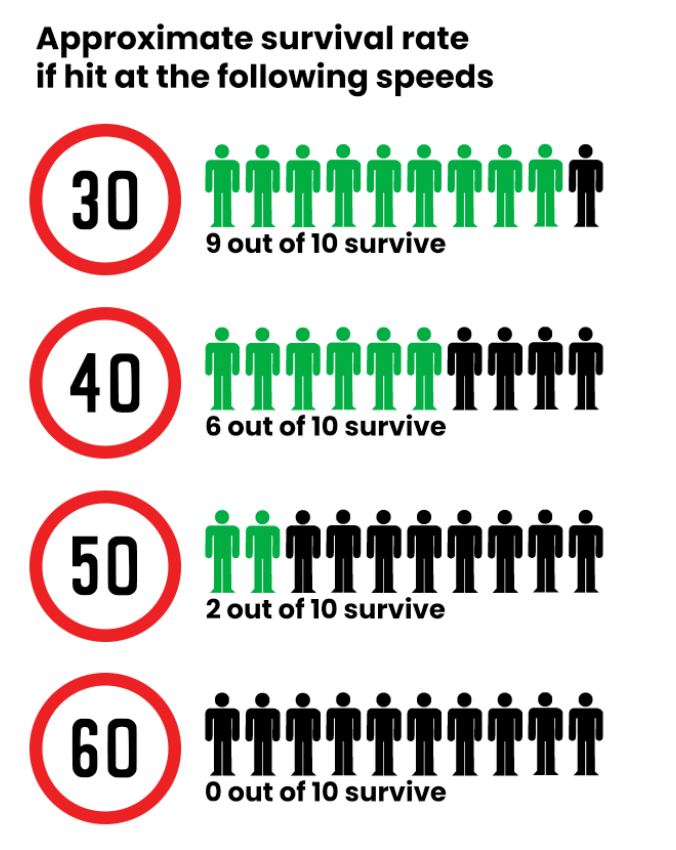 Approximate survival rate
if hit at the following speeds
30
9 out of 10 survive
40
6 out of 10 survive
50
2 out of 10 survive
60
0 out of 10 survive